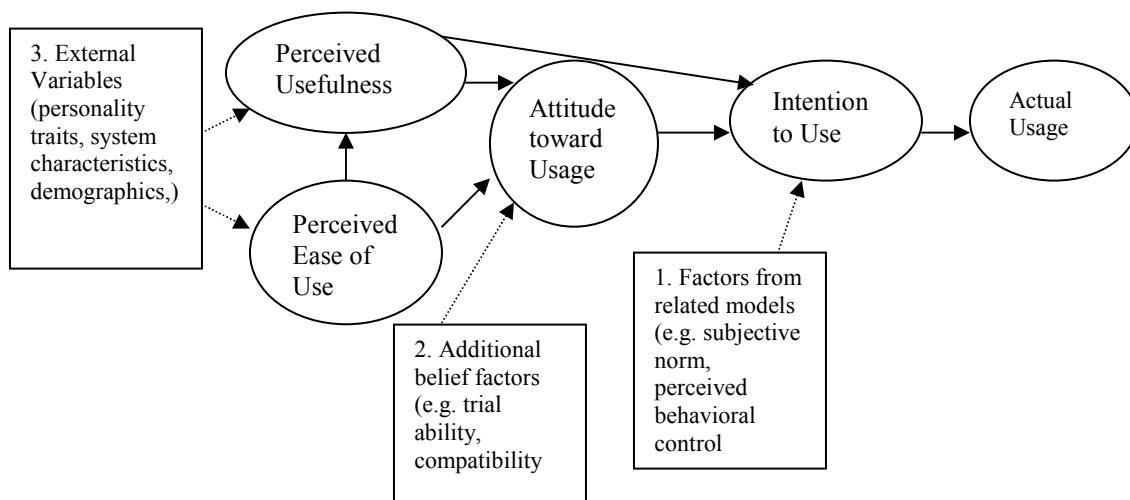 3. External
Variables
(personality
traits, system
characteristics,
demographics,)
Perceived
Usefulness
Perceived
Ease of
Use
Attitude
toward
Usage
Intention
to Use
Actual
Usage
2. Additional
belief factors
(e.g. trial
ability,
compatibility
1. Factors from
related models
(e.g. subjective
norm,
perceived
behavioral
control